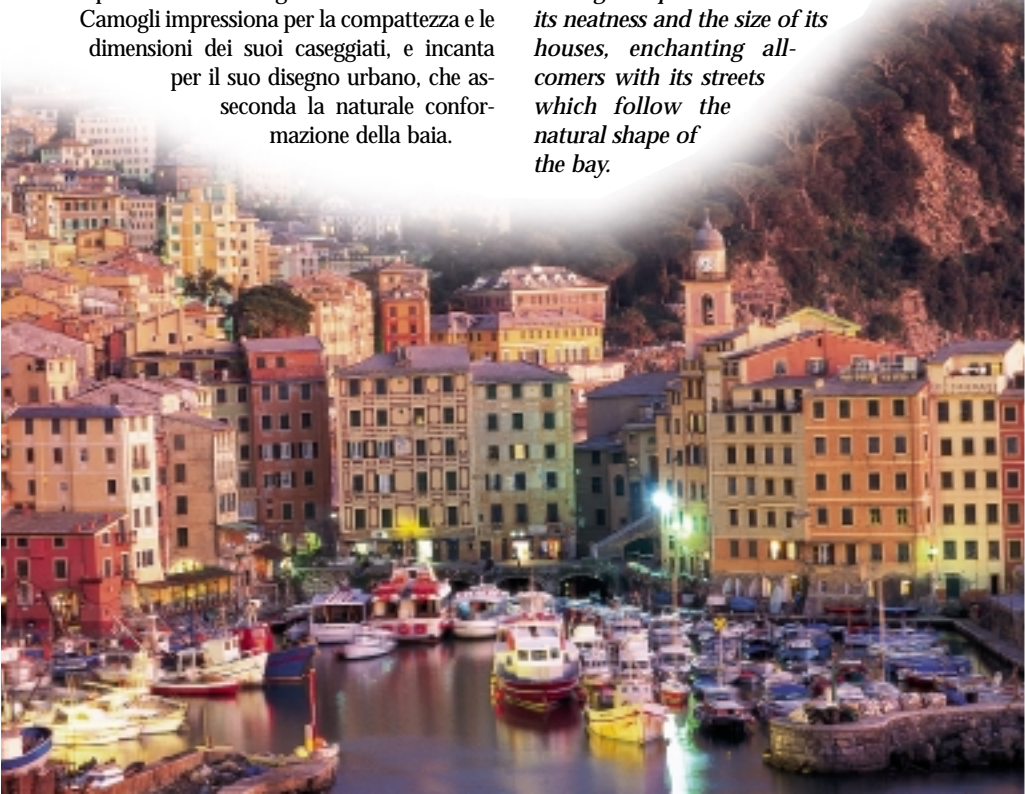 Camogli impressiona per la compattezza e le
dimensioni dei suoi caseggiati, e incanta
per il suo disegno urbano, che as-
seconda la naturale confor-
mazione della baia.
its neatness and the size of its
houses, enchanting all-
comers with its streets
which follow the
natural shape of
the bay.